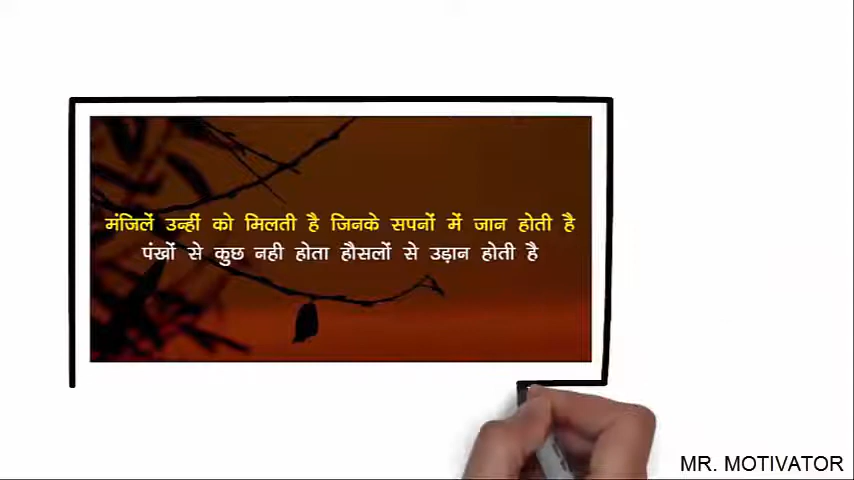 मंजिलें उन्हीं को मिलती है जिनके सपनों में जान होती है
पंखों से कुछ नही होता हौसलों से उड़ान होती है
MR. MOTIVATOR